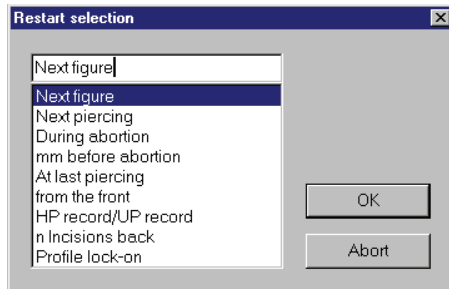 Restart selection
Next figure
Next figure
Next piercing
During abortion
mm before abortion
At last piercing
from the front
HP record/UP record
n Incisions back
Profile lock-on
OK
Abort